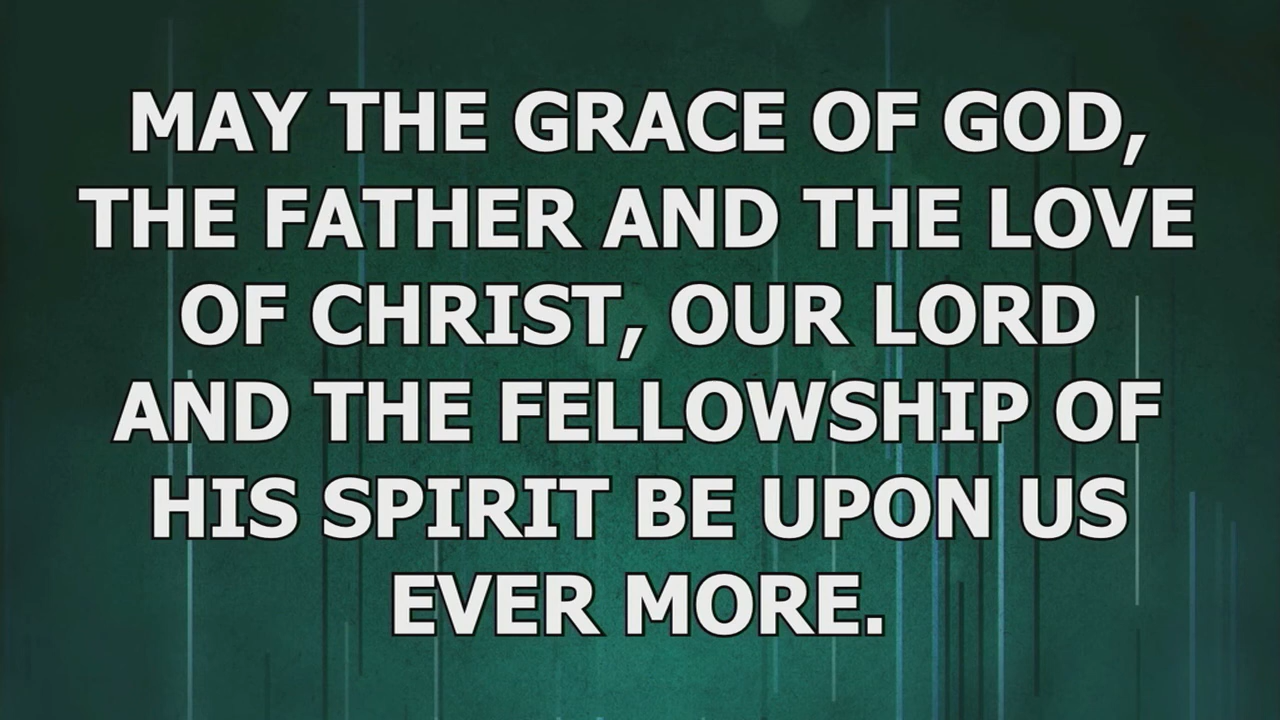 MAY THE GRACE OF GOD,
THE FATHER AND THE LOVE
OF CHRIST, OUR LORD
AND THE FELLOWSHIP OF
HIS SPIRIT BE UPON US
EVER MORE.